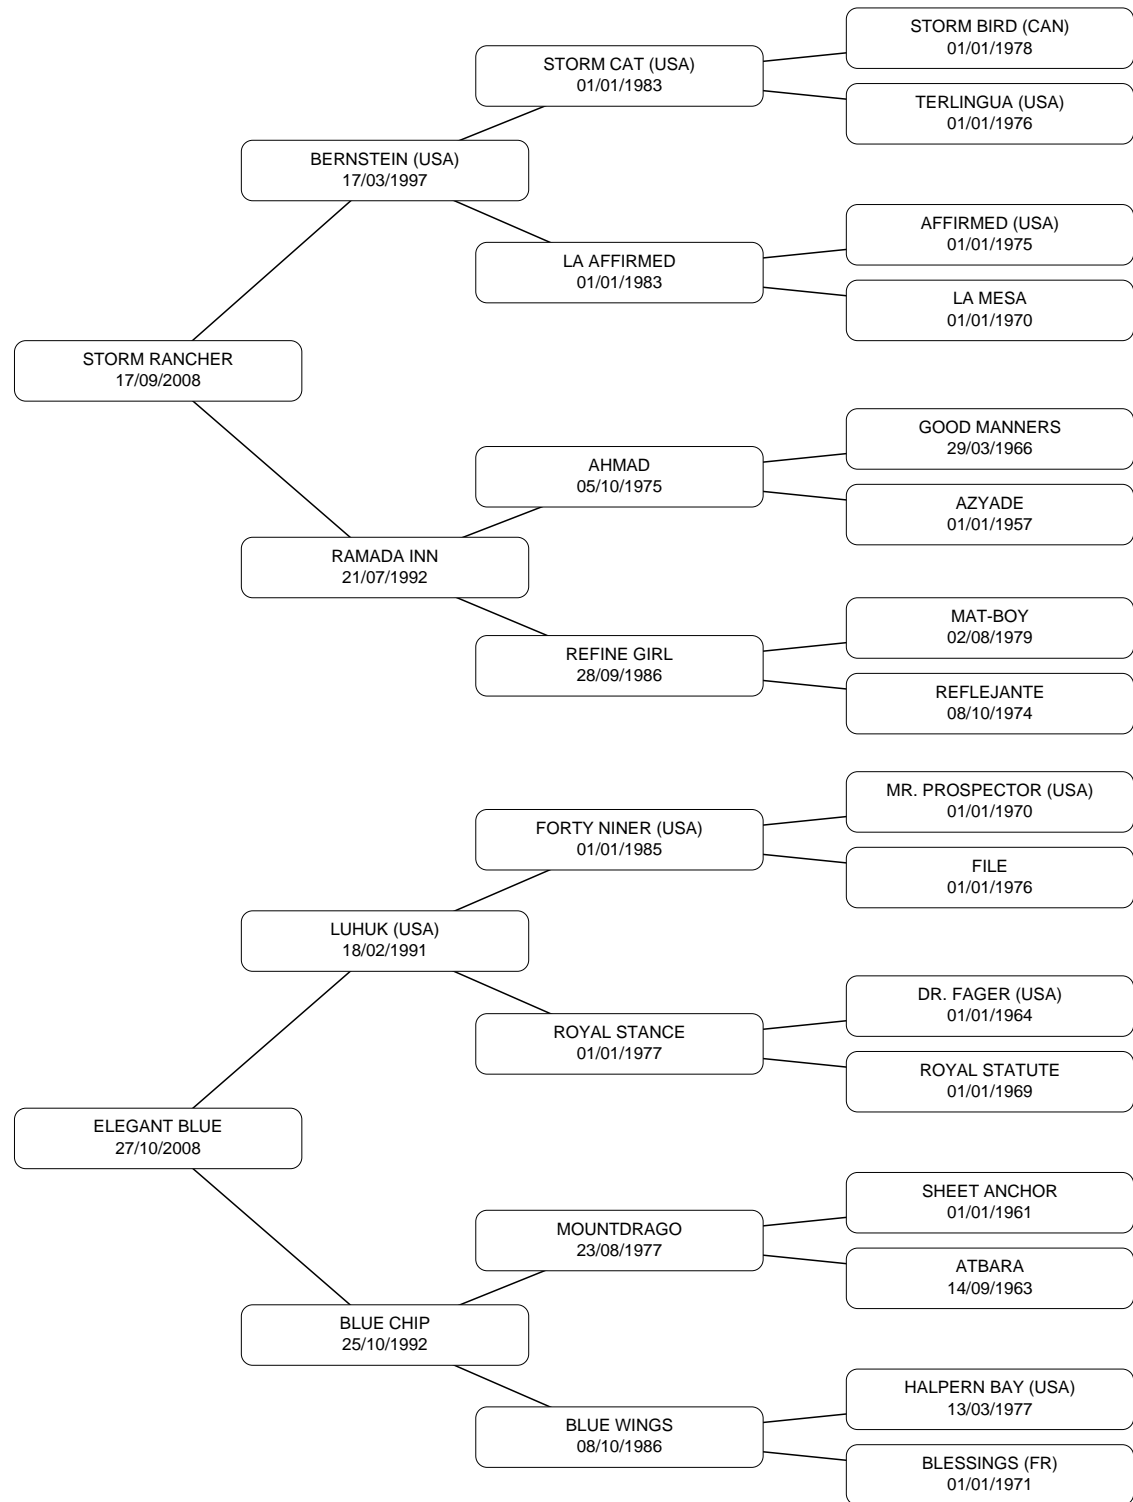 STORM BIRD (CAN)
01/01/1978
STORM CAT (USA)
01/01/1983
TERLINGUA (USA)
01/01/1976
BERNSTEIN (USA)
17/03/1997
AFFIRMED (USA)
01/01/1975
LA AFFIRMED
01/01/1983
LA MESA
01/01/1970
STORM RANCHER
17/09/2008
GOOD MANNERS
29/03/1966
AHMAD
05/10/1975
AZYADE
01/01/1957
RAMADA INN
21/07/1992
MAT-BOY
02/08/1979
REFINE GIRL
28/09/1986
REFLEJANTE
08/10/1974
MR. PROSPECTOR (USA)
01/01/1970
FORTY NINER (USA)
01/01/1985
FILE
01/01/1976
LUHUK (USA)
18/02/1991
DR. FAGER (USA)
01/01/1964
ROYAL STANCE
01/01/1977
ROYAL STATUTE
01/01/1969
ELEGANT BLUE
27/10/2008
SHEET ANCHOR
01/01/1961
MOUNTDRAGO
23/08/1977
ATBARA
14/09/1963
BLUE CHIP
25/10/1992
HALPERN BAY (USA)
13/03/1977
BLUE WINGS
08/10/1986
BLESSINGS (FR)
01/01/1971